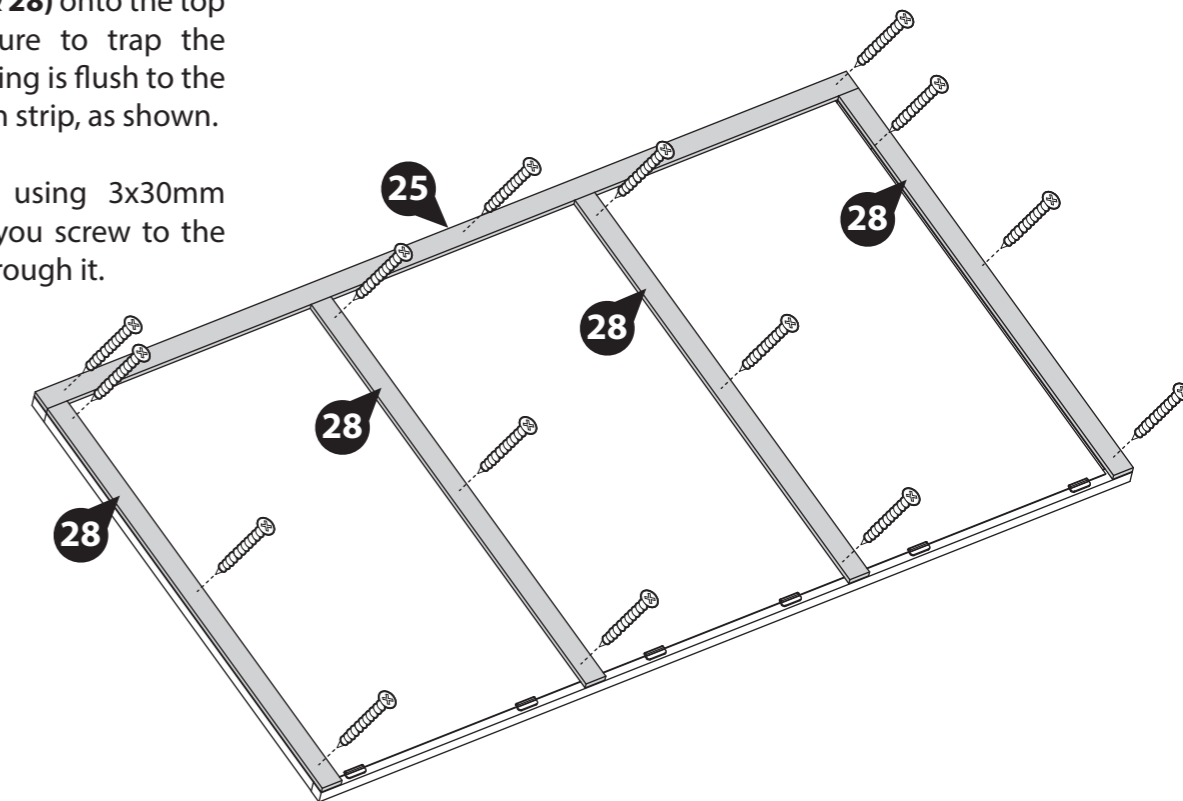 28) onto the top
ure to trap the
ing is flush to the
n strip, as shown.
using 3x30mm
you screw to the
rough it.
25
28
28
28
28